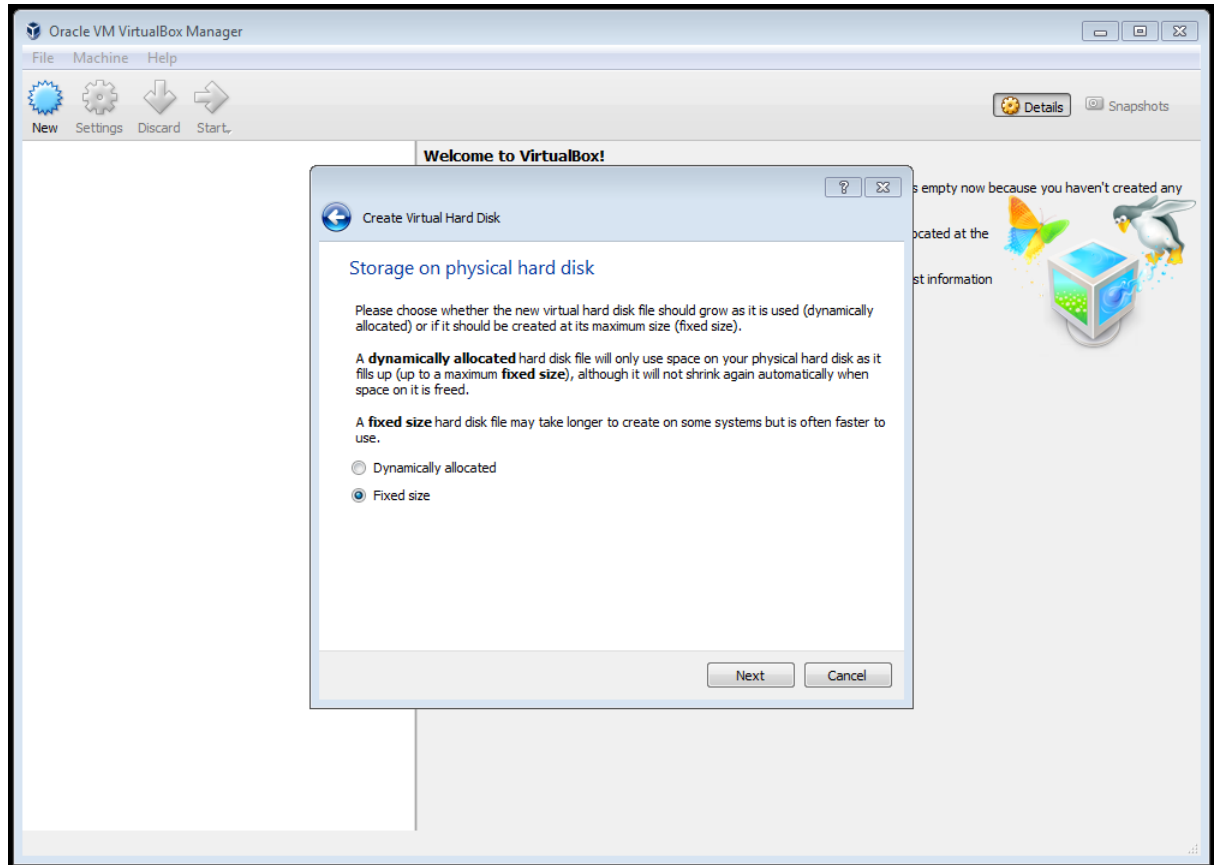 Oracle VM VirtualBox Manager
File Machine Help
New Settings Discard Start
Details Snapshots
Welcome to VirtualBox!
s empty now because you haven't created any
ocated at the
st information
? 
Create Virtual Hard Disk
Storage on physical hard disk
Please choose whether the new virtual hard disk file should grow as it is used (dynamically
allocated) or if it should be created at its maximum size (fixed size).
A dynamically allocated hard disk file will only use space on your physical hard disk as it
fills up (up to a maximum fixed size), although it will not shrink again automatically when
space on it is freed.
A fixed size hard disk file may take longer to create on some systems but is often faster to
use.
Dynamically allocated
Fixed size
Next Cancel